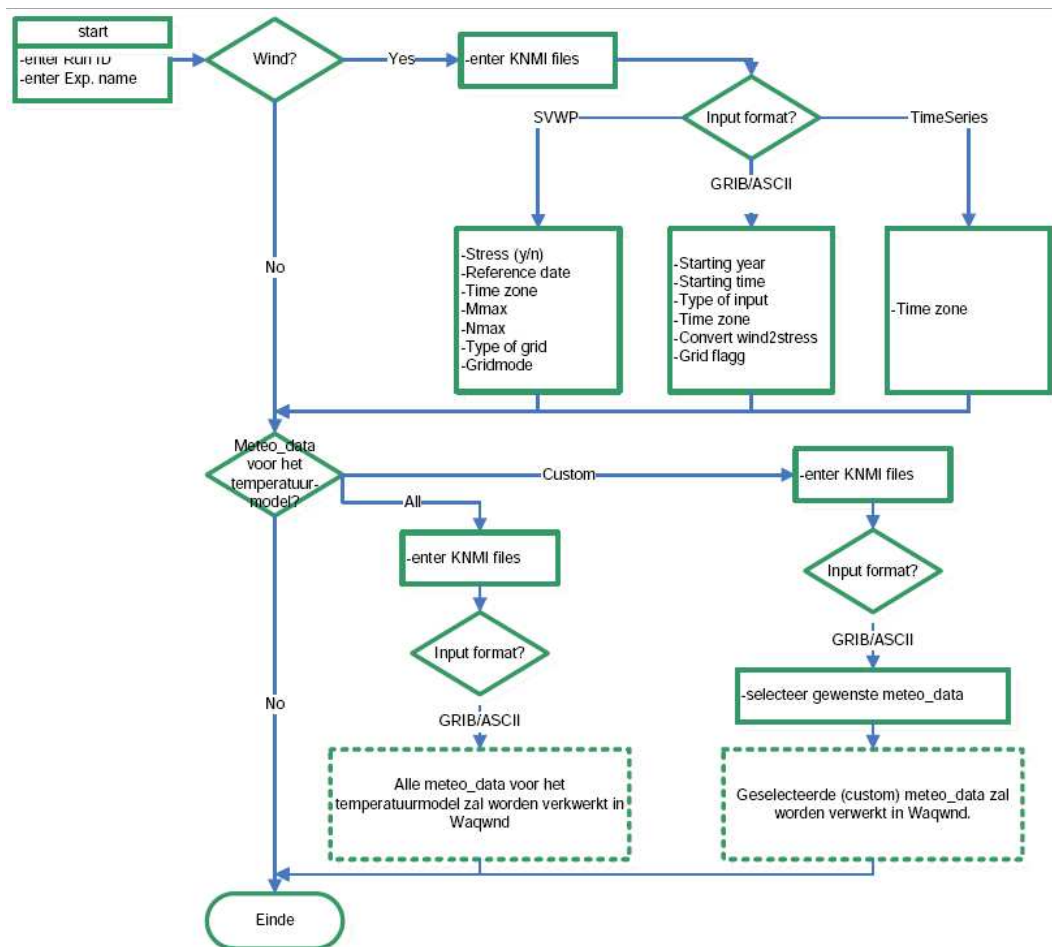 start
-enter Run ID
-enter Exp. name
Wind?
Yes
-enter KNMI files
Input format?
SVWP
TimeSeries
GRIB/ASCII
No
-Stress (y/n)
-Reference date
-Time zone
-Mmax
-Nmax
-Type of grid
-Gridmode
-Starting year
-Starting time
-Type of input
-Time zone
-Convert wind2stress
-Grid flagg
-Time zone
Meteo_data
voor het
temperatuur-
model?
Custom
-enter KNMI files
All
-enter KNMI files
Input format?
Input format?
GRIB/ASCII
-selecteer gewenste meteo_data
No
GRIB/ASCII
Alle meteo_data voor het
temperatuurmodel zal worden verkwerkt in
Waqwnd
Geselecteerde (custom) meteo_data zal
worden verwerkt in Waqwnd.
Einde